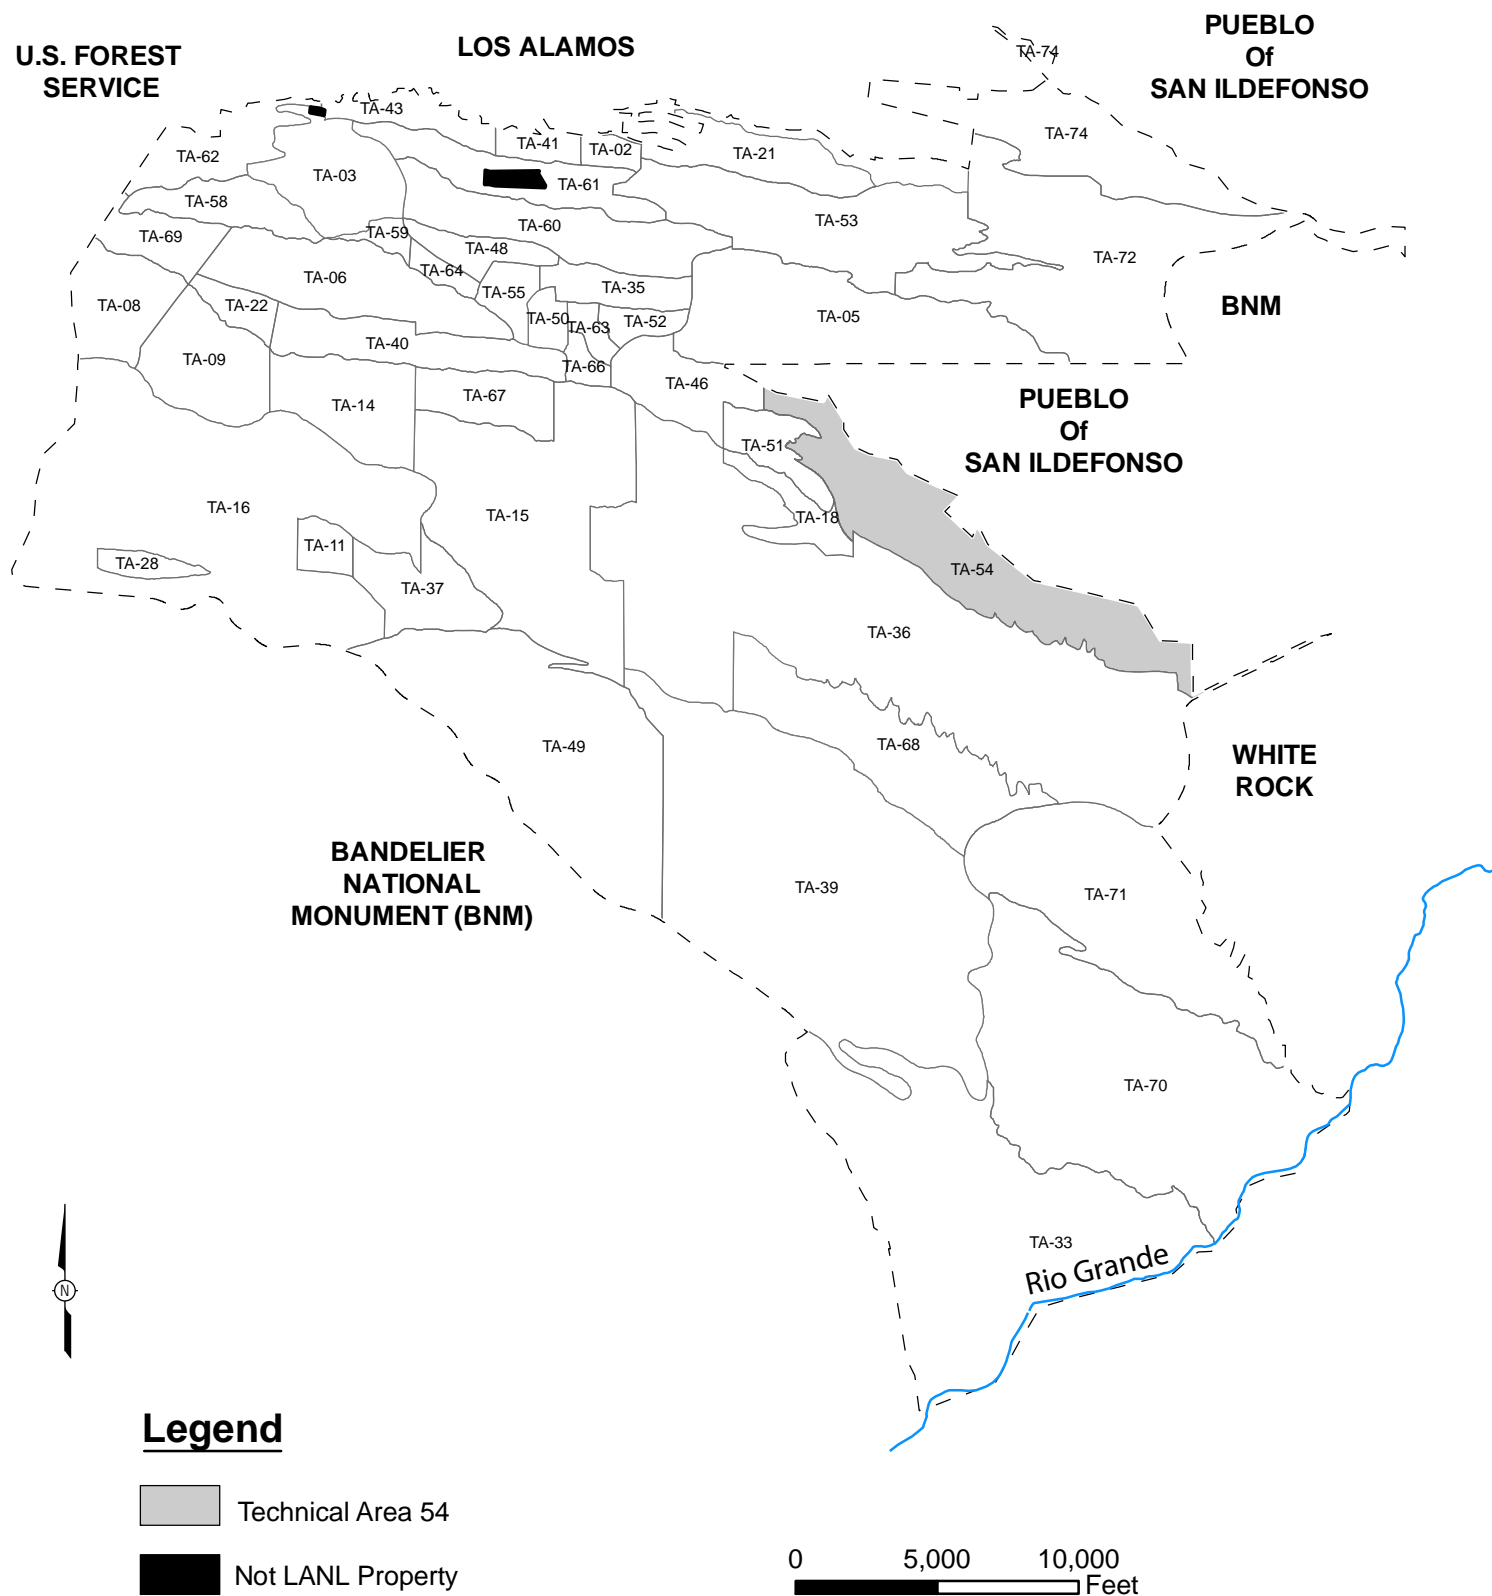 PUEBLO
Of
SAN ILDEFONSO
LOS ALAMOS
U.S. FOREST
SERVICE
TA-74
TA-43
TA-74
TA-41
TA-02
TA-21
TA-62
TA-03
TA-61
TA-58
TA-53
TA-60
TA-59
TA-69
TA-48
TA-72
TA-64
TA-06
TA-35
TA-55
TA-08
TA-22
BNM
TA-50
TA-63
TA-52
TA-05
TA-40
TA-09
TA-66
TA-46
TA-67
TA-14
PUEBLO
Of
SAN ILDEFONSO
TA-51
TA-16
TA-15
TA-18
TA-11
TA-28
TA-54
TA-37
TA-36
TA-49
TA-68
WHITE
ROCK
BANDELIER
NATIONAL
MONUMENT (BNM)
TA-39
TA-71
TA-70
TA-33
Rio Grande
N
Legend
Technical Area 54
Not LANL Property
0 5,000 10,000
Feet